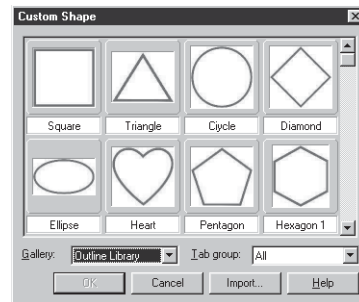 Custom Shape
Square Triangle Ciycle Diamond
Ellipse Heart Pentagon Hexagon 1
Gallery: Outline Library Tab group: All
OK Cancel Import... Help